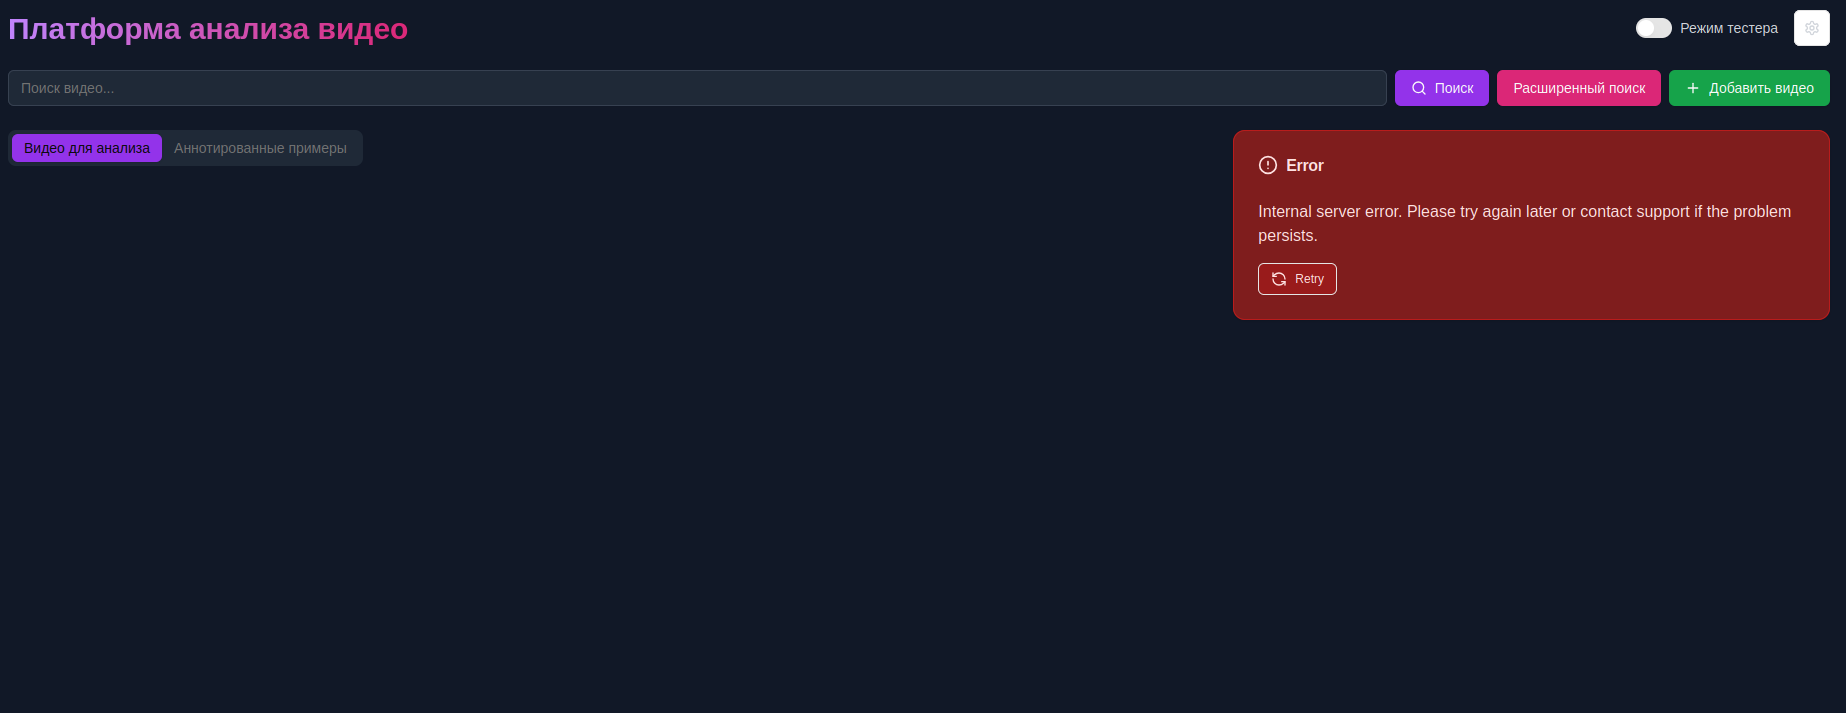 Платформа анализа видео
Режим тестера
Поиск видео...
Поиск
Расширенный поиск
Добавить видео
Видео для анализа
Аннотированные примеры
Error
Internal server error. Please try again later or contact support if the problem
persists.
Retry